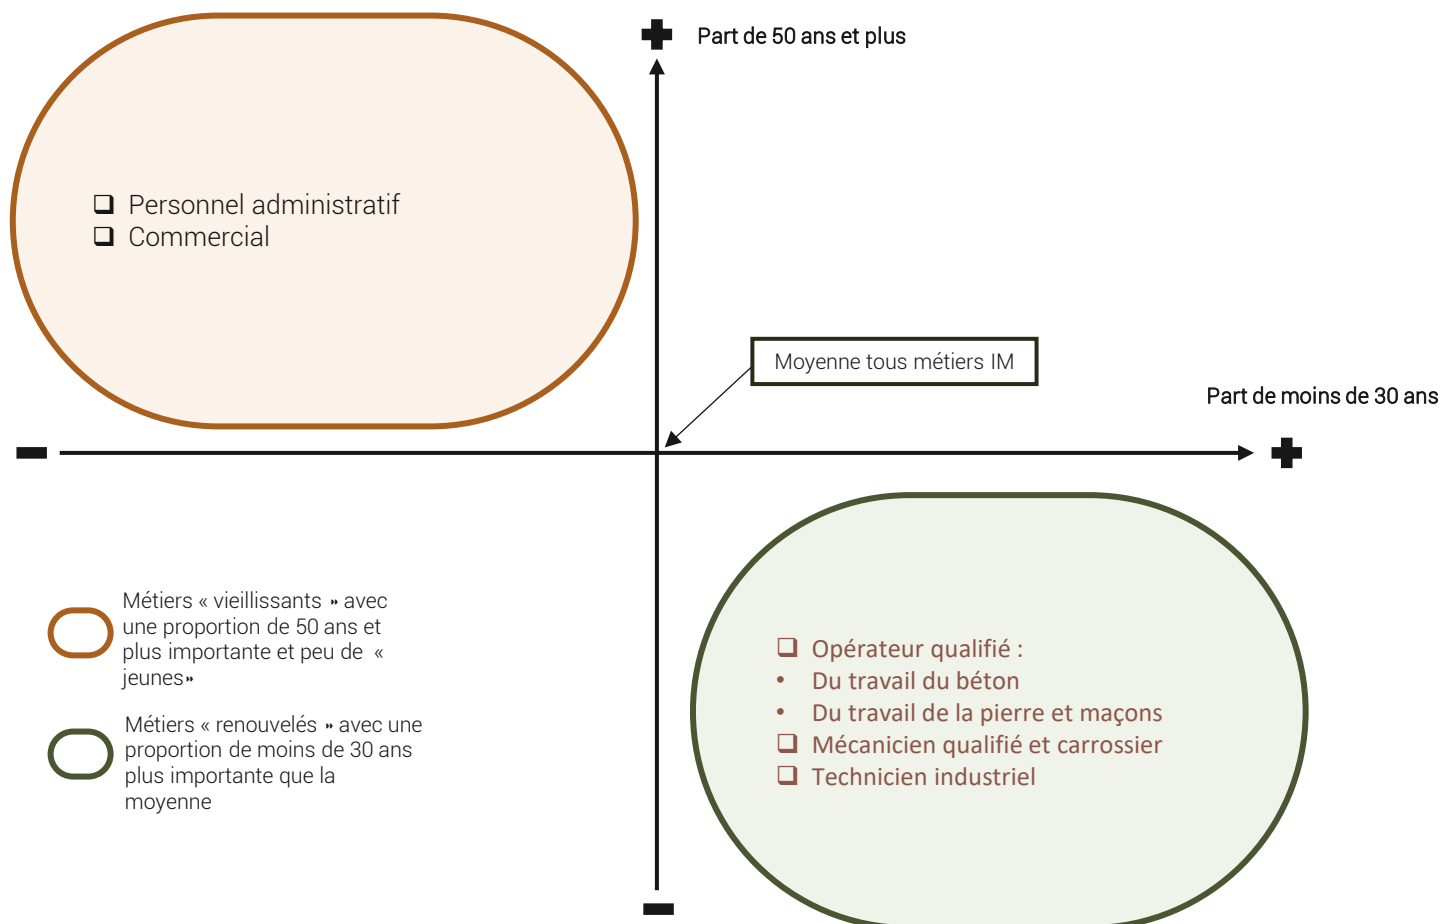 Part de 50 ans et plus
❑ Personnel administratif
❑ Commercial
Moyenne tous métiers IM
Part de moins de 30 ans
Métiers « vieillissants » avec
une proportion de 50 ans et
plus importante et peu de «
jeunes»
Métiers « renouvelés » avec une
proportion de moins de 30 ans
plus importante que la
moyenne
❑ Opérateur qualifié :
• Du travail du béton
• Du travail de la pierre et maçons
❑ Mécanicien qualifié et carrossier
❑ Technicien industriel